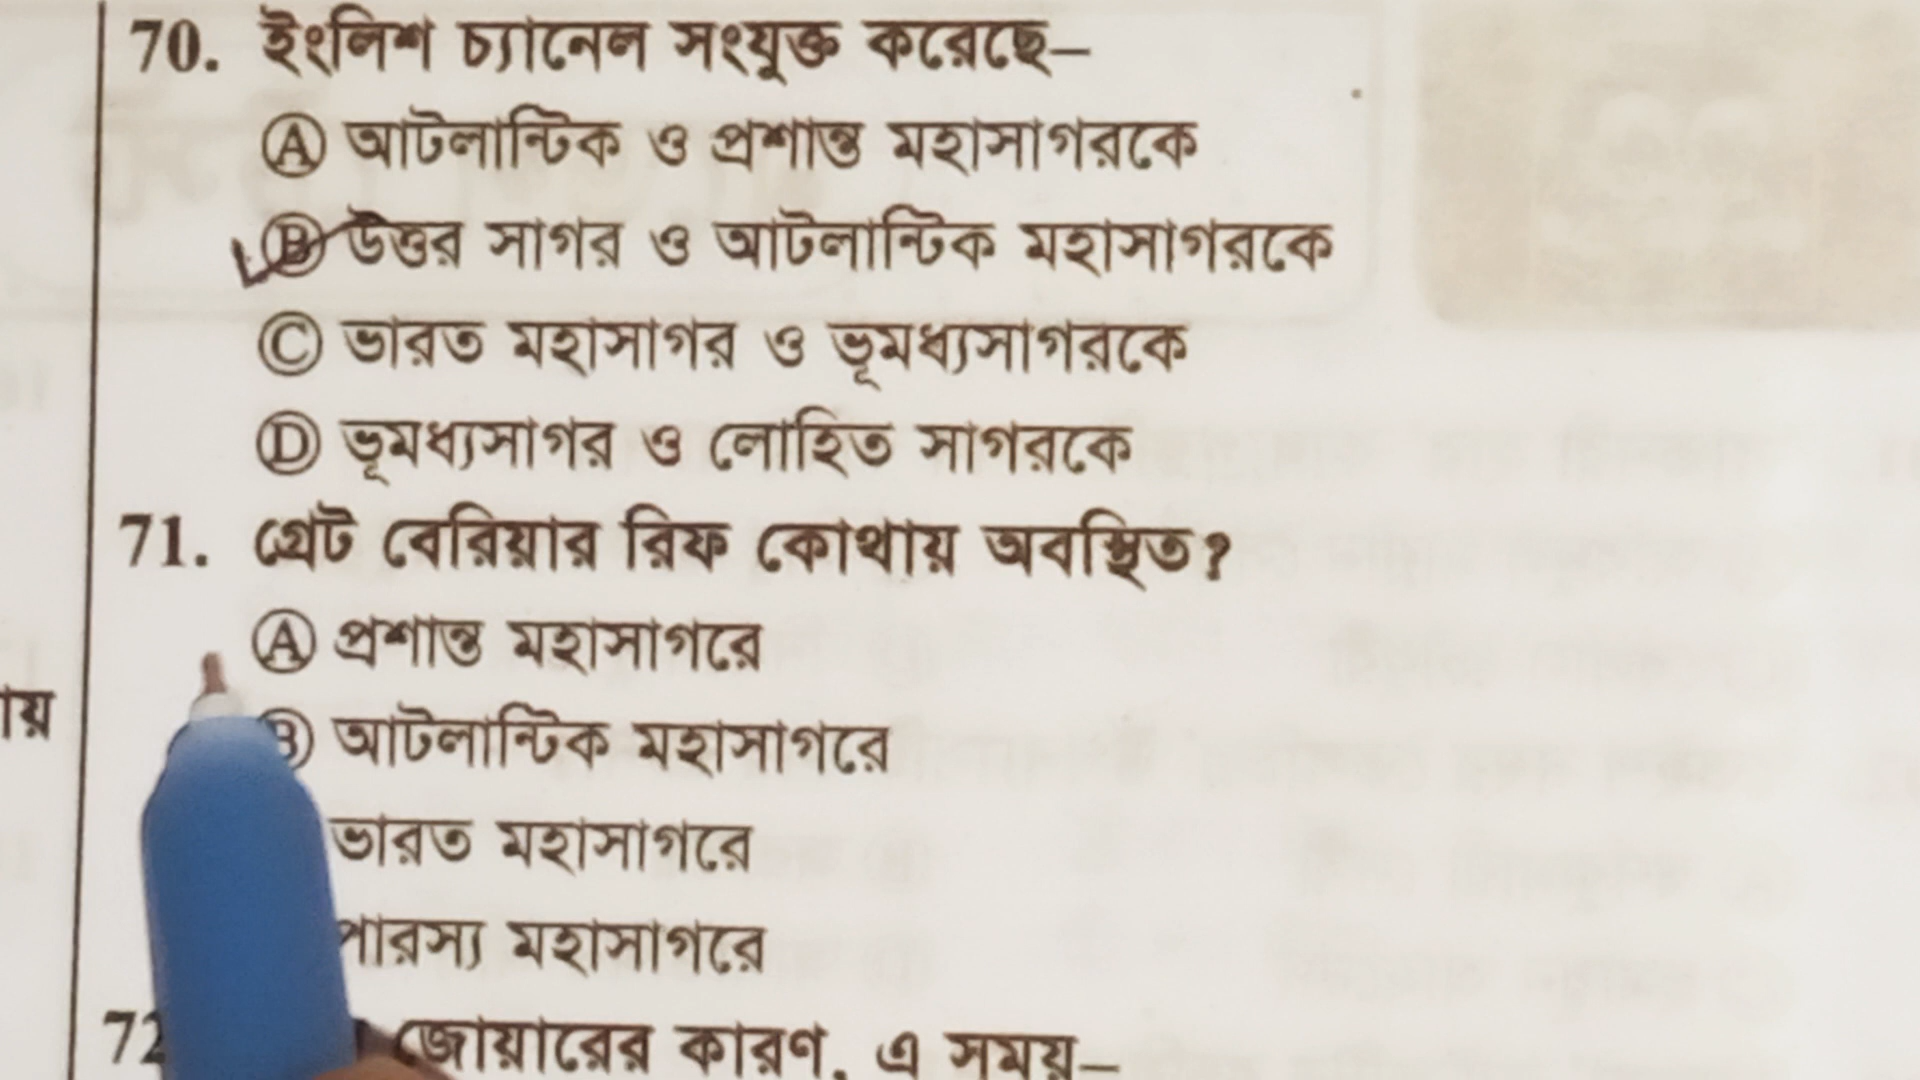 70. ইংলিশ চ্যানেল সংযুক্ত করেছে–
Ⓐ আটলান্টিক ও প্রশান্ত মহাসাগরকে
Ⓑ উত্তর সাগর ও আটলান্টিক মহাসাগরকে
Ⓒ ভারত মহাসাগর ও ভূমধ্যসাগরকে
Ⓓ ভূমধ্যসাগর ও লোহিত সাগরকে
71. গ্রেট বেরিয়ার রিফ কোথায় অবস্থিত?
Ⓐ প্রশান্ত মহাসাগরে
Ⓑ আটলান্টিক মহাসাগরে
ভারত মহাসাগরে
পারস্য মহাসাগরে
72 জোয়ারের কারণ, এ সময়–